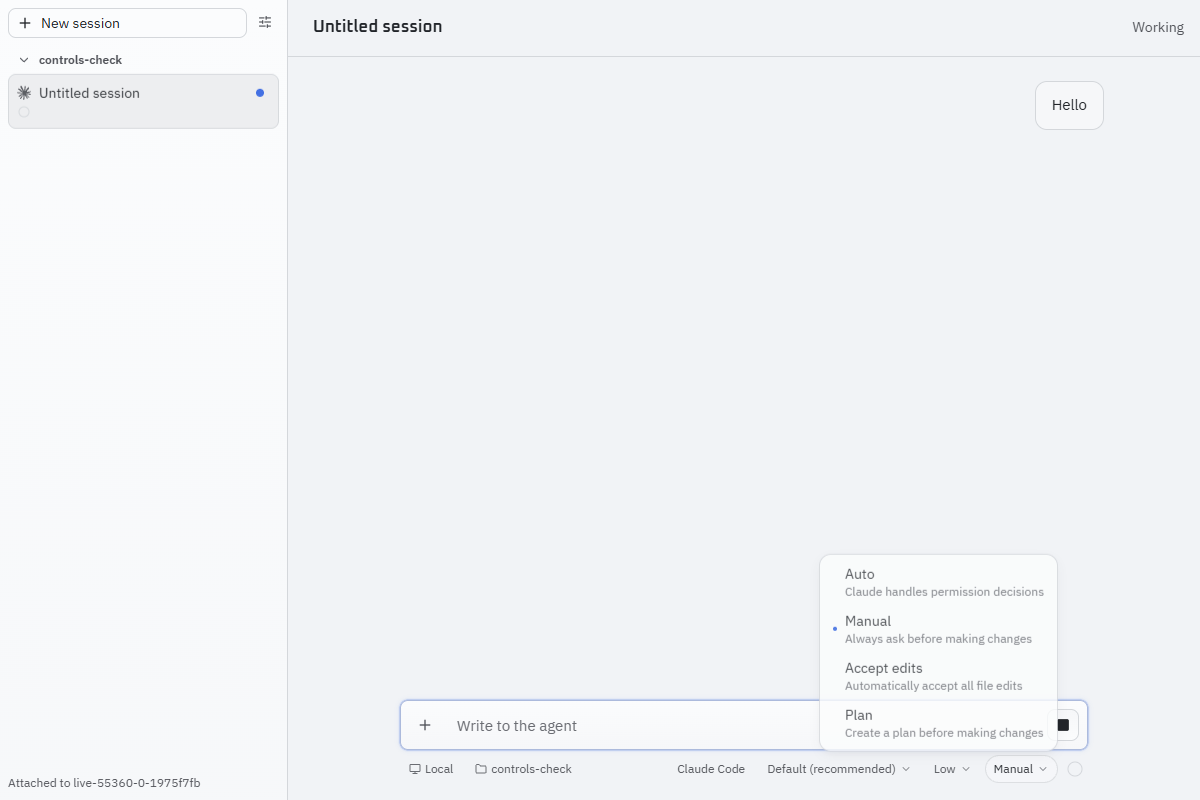 New session
controls-check
Untitled session
Attached to live-55360-0-1975f7fb
Untitled session
Working
Hello
Auto
Claude handles permission decisions
Manual
Always ask before making changes
Accept edits
Automatically accept all file edits
Plan
Create a plan before making changes
Write to the agent
Local controls-check Claude Code Default (recommended) Low Manual